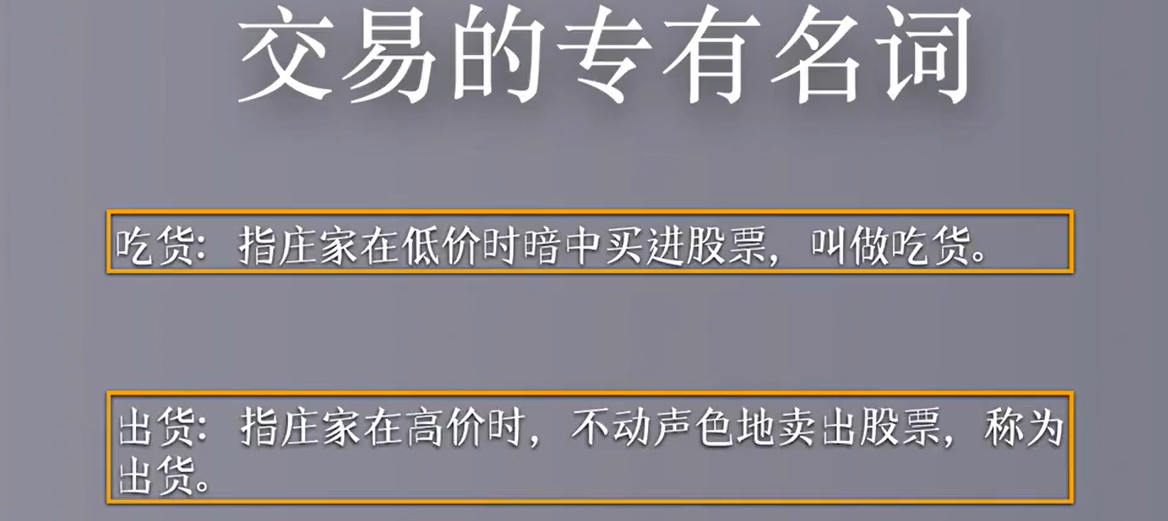 交易的专有名词
吃货：指庄家在低价时暗中买进股票，叫做吃货。
出货：指庄家在高价时，不动声色地卖出股票，称为
出货。